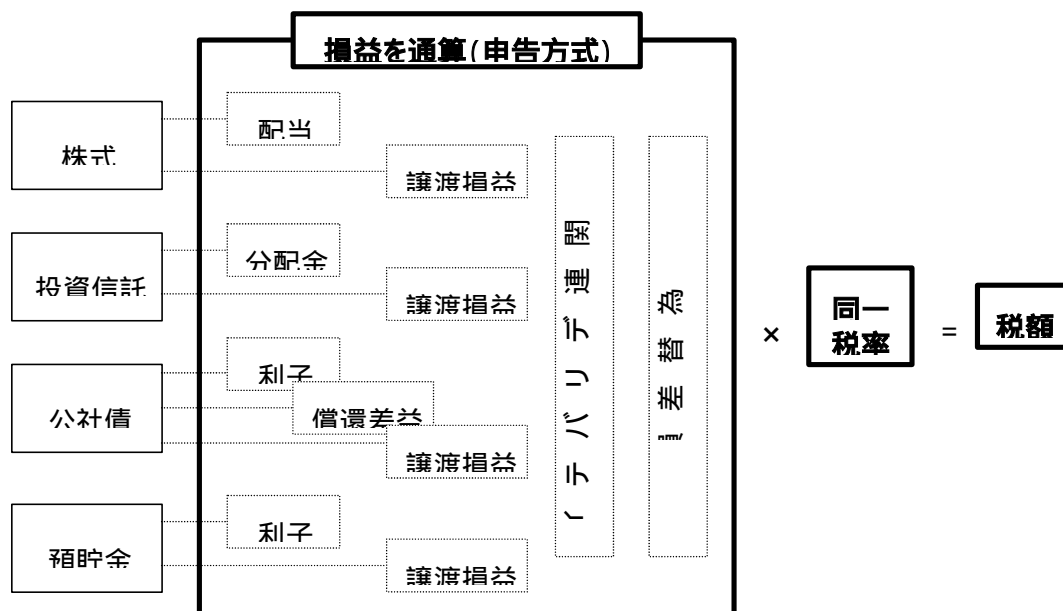 損益を通算(申告方式)
株式
配当
譲渡損益
投資信託
分配金
譲渡損益
公社債
利子
償還差益
譲渡損益
預貯金
利子
譲渡損益
関連デリバティ
為替差
×
同一
税率
=
税額